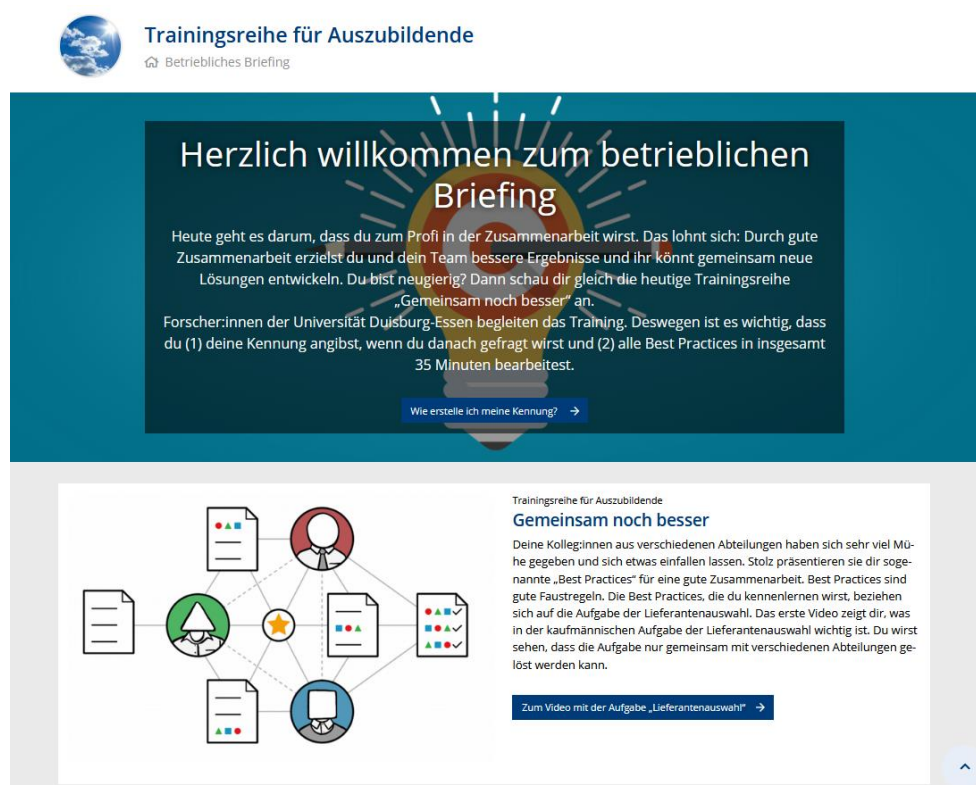 Trainingsreihe für Auszubildende
Betriebliches Briefing
Herzlich willkommen zum betrieblichen
Briefing
Heute geht es darum, dass du zum Profi in der Zusammenarbeit wirst. Das lohnt sich: Durch gute
Zusammenarbeit erzielst du und dein Team bessere Ergebnisse und ihr könnt gemeinsam neue
Lösungen entwickeln. Du bist neugierig? Dann schau dir gleich die heutige Trainingsreihe
„Gemeinsam noch besser“ an.
Forscher:innen der Universität Duisburg-Essen begleiten das Training. Deswegen ist es wichtig, dass
du (1) deine Kennung angibst, wenn du danach gefragt wirst und (2) alle Best Practices in insgesamt
35 Minuten bearbeitest.
Wie erstelle ich meine Kennung? →
Trainingsreihe für Auszubildende
Gemeinsam noch besser
Deine Kolleg:innen aus verschiedenen Abteilungen haben sich sehr viel Mü-
he gegeben und sich etwas einfallen lassen. Stolz präsentieren sie dir soge-
nannte „Best Practices“ für eine gute Zusammenarbeit. Best Practices sind
gute Faustregeln. Die Best Practices, die du kennenlernen wirst, beziehen
sich auf die Aufgabe der Lieferantenauswahl. Das erste Video zeigt dir, was
in der kaufmännischen Aufgabe der Lieferantenauswahl wichtig ist. Du wirst
sehen, dass die Aufgabe nur gemeinsam mit verschiedenen Abteilungen ge-
löst werden kann.
Zum Video mit der Aufgabe „Lieferantenauswahl“ →